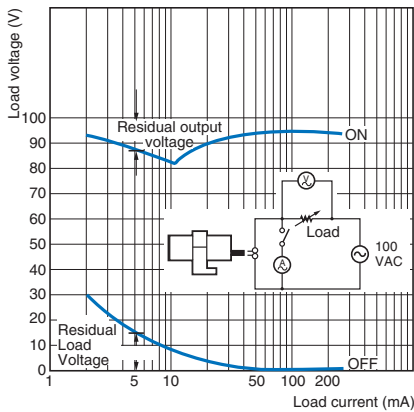 Load voltage (V)
100
90
80
70
60
50
40
30
20
10
0
Residual output
voltage
ON
V
Load
A
100
VAC
Residual
Load
Voltage
OFF
1
5
10
50
100
200
Load current (mA)